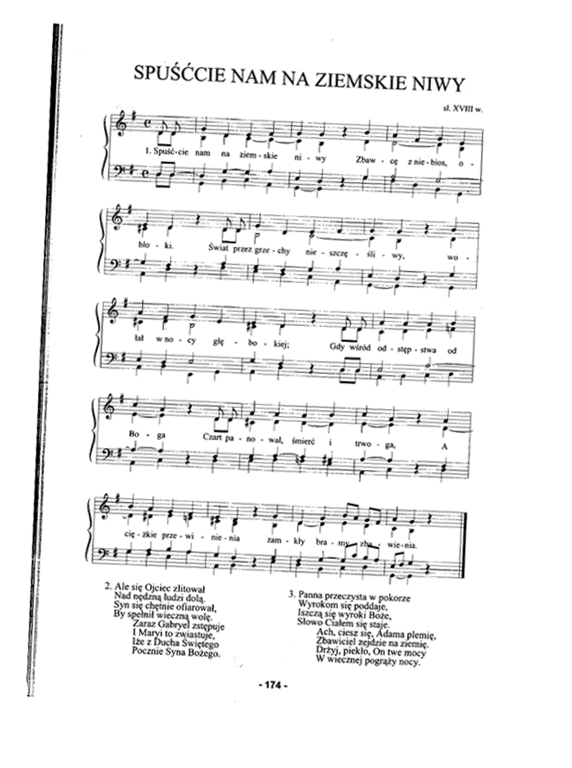 SPUŚĆCIE NAM NA ZIEMSKIE NIWY
sł. XVIII w.
1. Spuść-cie nam na ziem-skie ni - wy Zbaw - cę z nie-bios, o -
bło - ki. Świat przez grze-chy nie - szczę - śli - wy, wo -
łał w no - cy głę - bo - kiej; Gdy wśród od - stęp - stwa od
Bo - ga Czart pa - no - wał, śmierć i trwo - ga, A
cięż - kie prze - wi - nie - nia zam - kły bra - my zba - wie - nia.
2. Ale się Ojciec zlitował
Nad nędzną ludzi dolą.
Syn się chętnie ofiarował,
By spełnił wieczną wolę.
Zaraz Gabryel zstępuje
I Maryi to zwiastuje,
Iże z Ducha Świętego
Pocznie Syna Bożego.
3. Panna przeczysta w pokorze
Wyrokom się poddaje,
Iszczą się wyroki Boże,
Słowo Ciałem się staje.
Ach, ciesz się, Adama plemię,
Zbawiciel zejdzie na ziemię.
Drżyj, piekło, On twe mocy
W wiecznej pogrąży nocy.
- 174 -